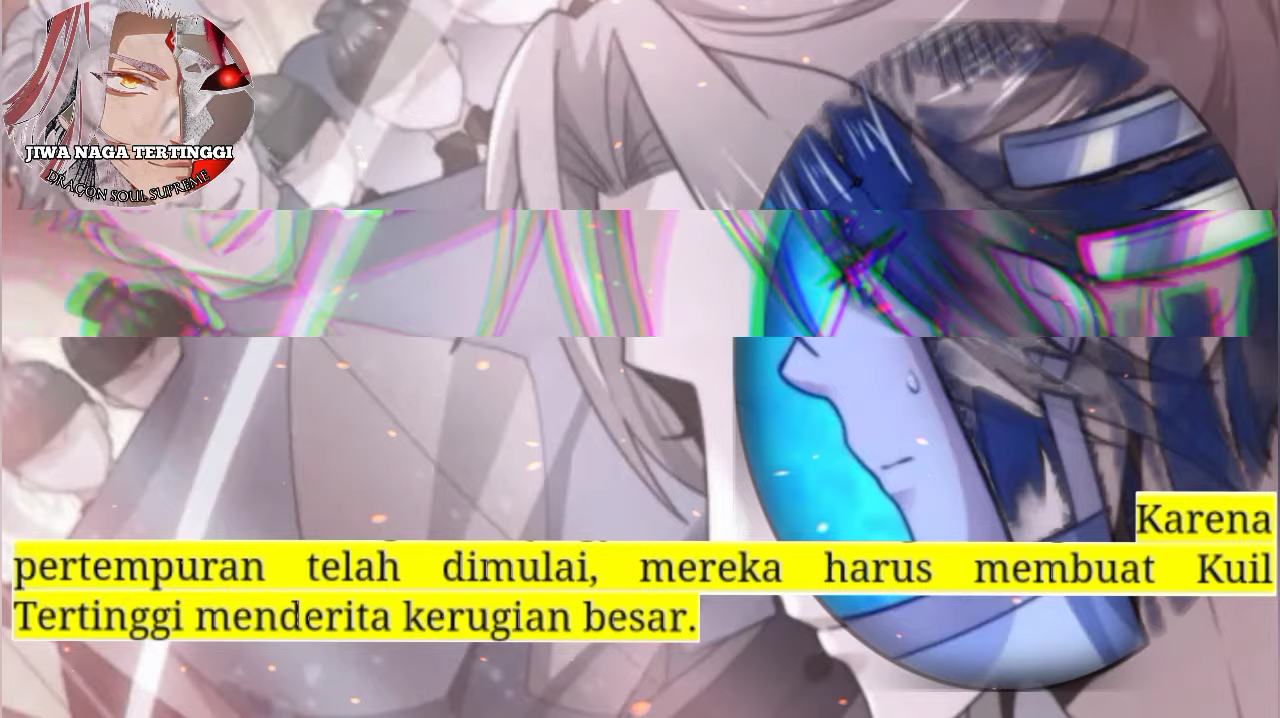 JIWA NAGA TERTINGGI
DRAGON SOUL SUPREME
Karena
pertempuran telah dimulai, mereka harus membuat Kuil
Tertinggi menderita kerugian besar.